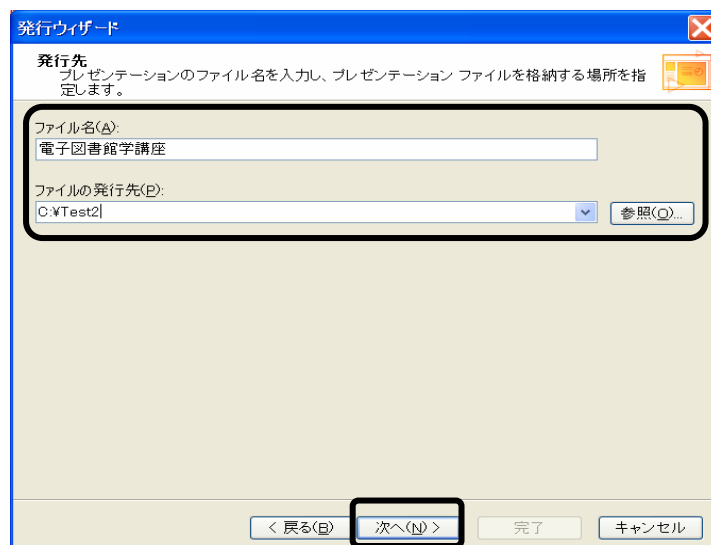 発行ウィザード
発行先
プレゼンテーションのファイル名を入力し、プレゼンテーション ファイルを格納する場所を指
定します。
ファイル名(A):
電子図書館学講座
ファイルの発行先(P):
C:¥Test2
参照(O)...
< 戻る(B)
次へ(N) >
完了
キャンセル